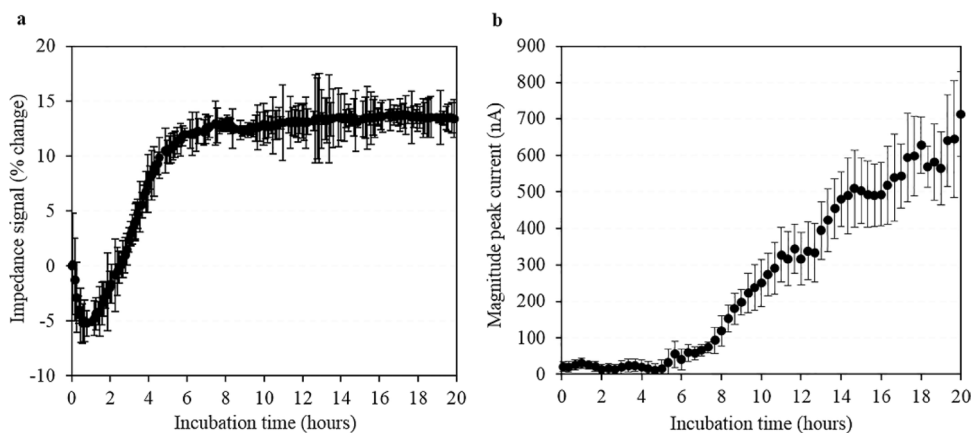 a
20
15
10
5
0
-5
-10
Impedance signal (% change)
0 2 4 6 8 10 12 14 16 18 20
Incubation time (hours)
b
900
800
700
600
500
400
300
200
100
0
Magnitude peak current (nA)
0 2 4 6 8 10 12 14 16 18 20
Incubation time (hours)